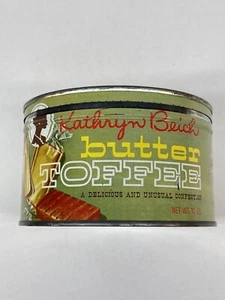 Kathryn Beich
butter
TOFFEE
A DELICIOUS AND UNUSUAL CONFECTION
NET WT.